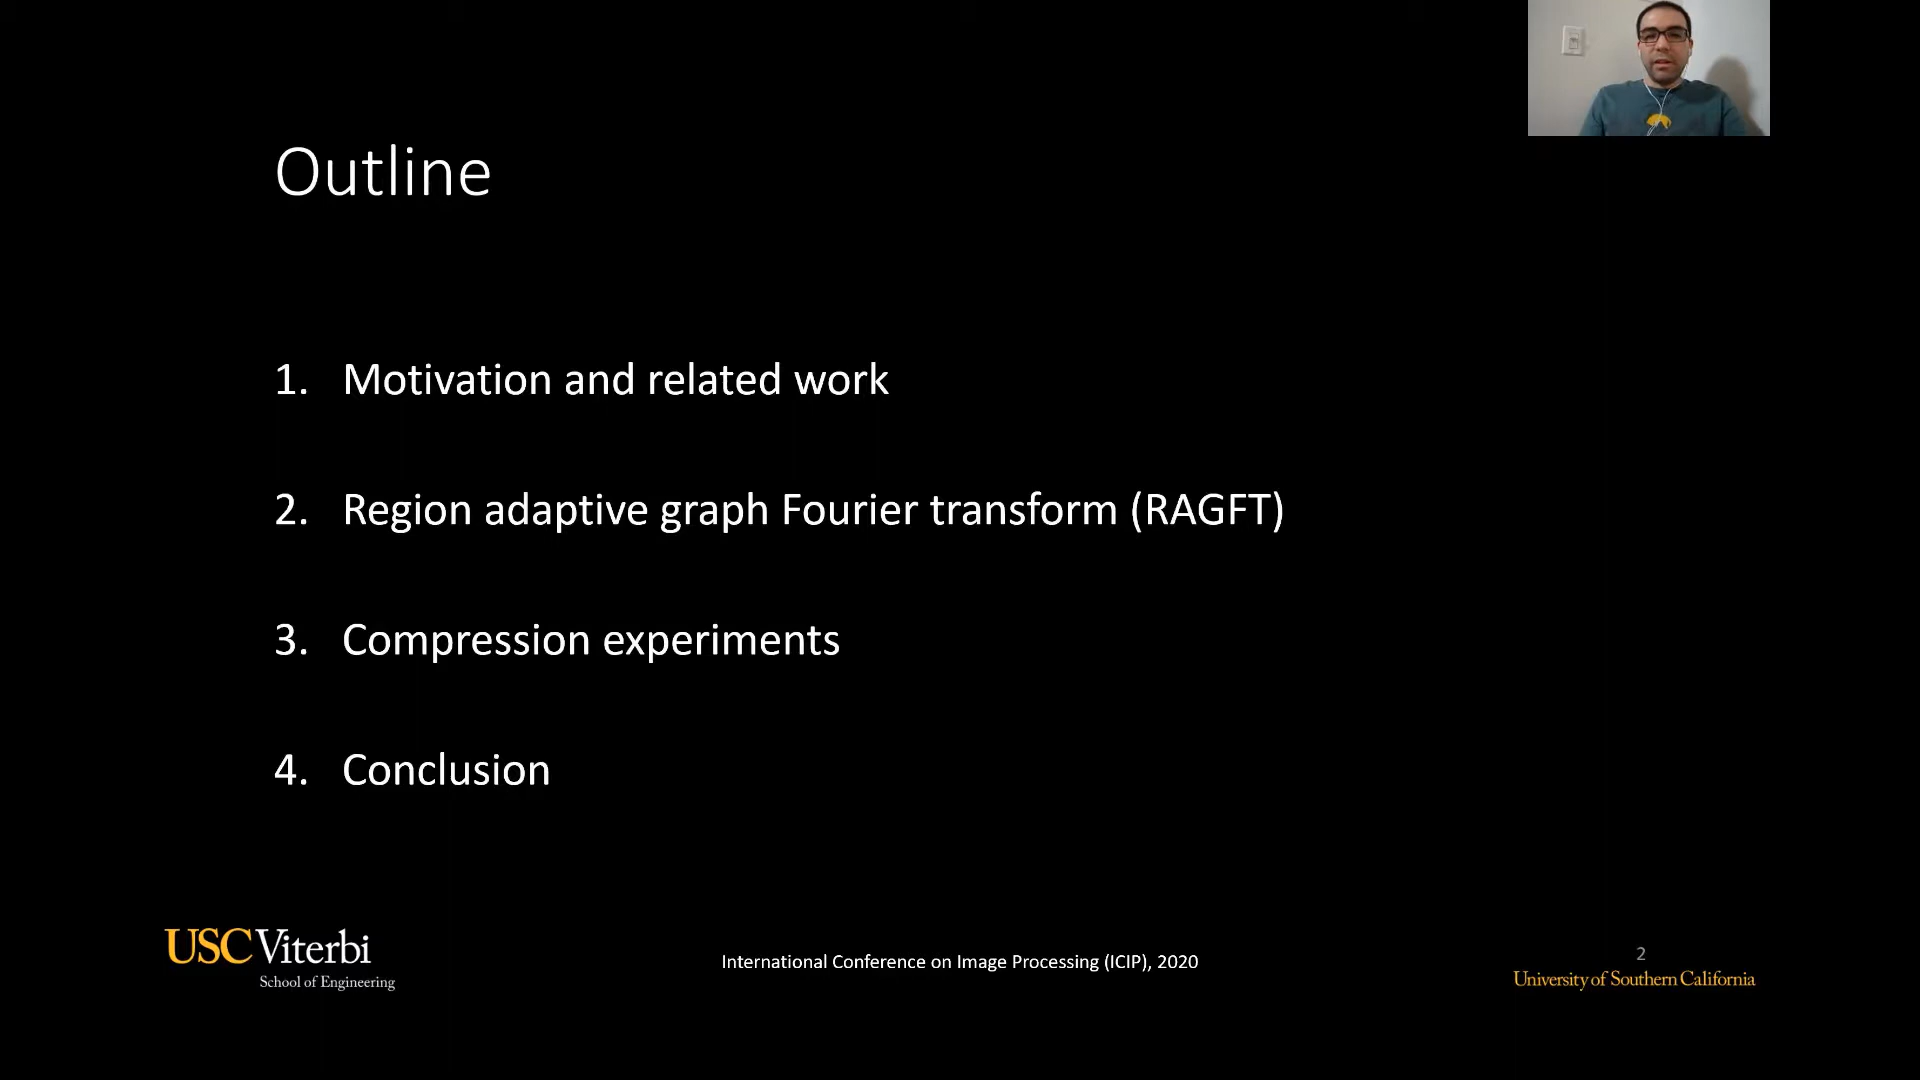 Outline
1. Motivation and related work
2. Region adaptive graph Fourier transform (RAGFT)
3. Compression experiments
4. Conclusion
USC Viterbi
School of Engineering
International Conference on Image Processing (ICIP), 2020
2
University of Southern California